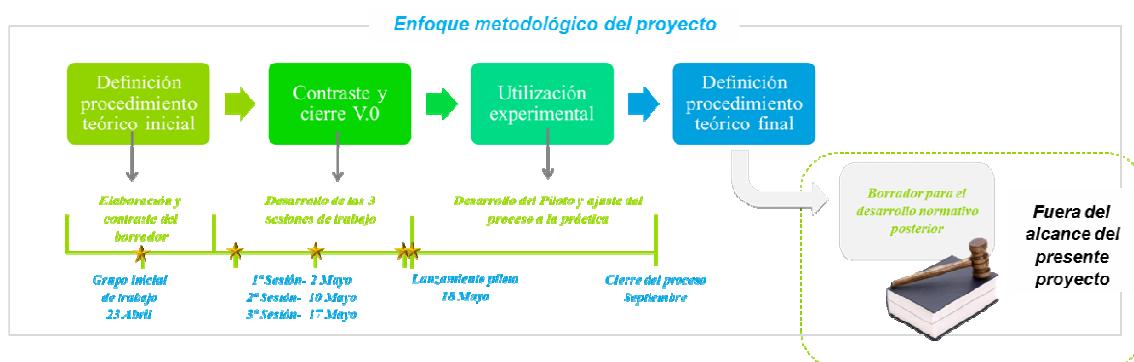 Enfoque metodológico del proyecto
Definición
procedimiento
teórico inicial
Contraste y
cierre V.0
Utilización
experimental
Definición
procedimiento
teórico final
Elaboración y
contraste del
borrador
Desarrollo de las 3
sesiones de trabajo
Desarrollo del Piloto y ajuste del
proceso a la práctica
Borrador para el
desarrollo normativo
posterior
Fuera del
alcance del
presente
proyecto
Grupo inicial
de trabajo
23 Abril
1ª Sesión- 2 Mayo
2ª Sesión- 10 Mayo
3ª Sesión- 17 Mayo
Lanzamiento piloto
18 Mayo
Cierre del proceso
Septiembre